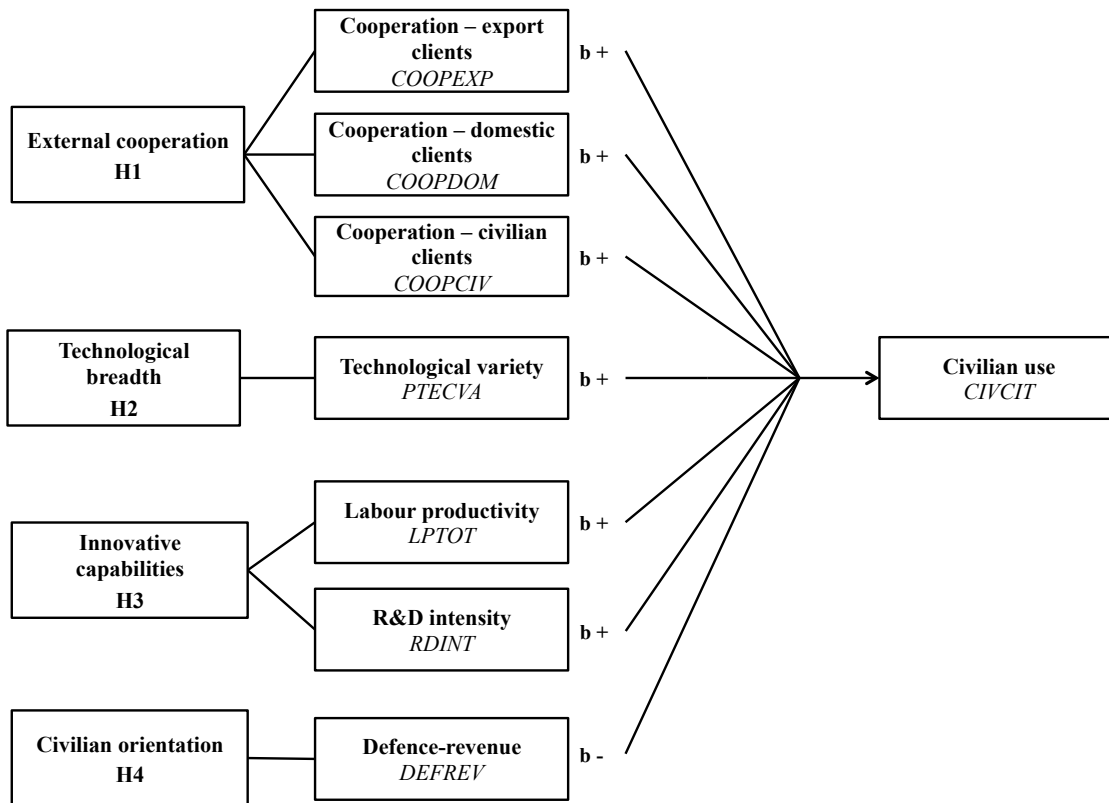 External cooperation
H1
Cooperation – export
clients
COOPEXP
b +
Cooperation – domestic
clients
COOPDOM
b +
Cooperation – civilian
clients
COOPCIV
b +
Technological
breadth
H2
Technological variety
PTECVA
b +
Civilian use
CIVCIT
Innovative
capabilities
H3
Labour productivity
LPTOT
b +
R&D intensity
RDINT
b +
Civilian orientation
H4
Defence-revenue
DEFREV
b -